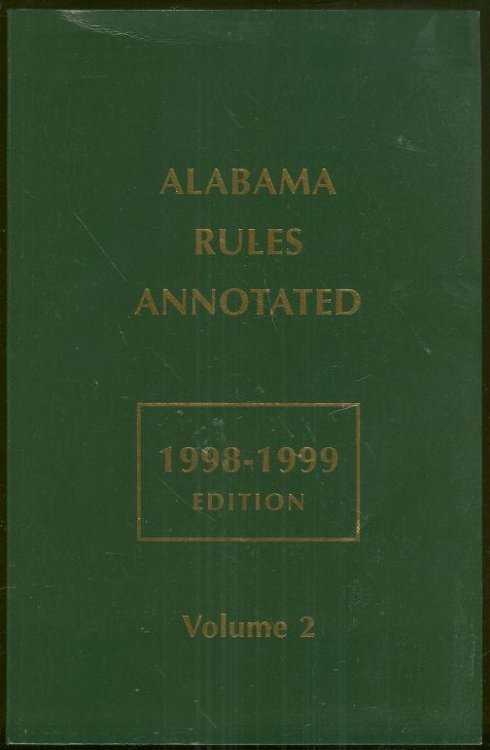 ALABAMA
RULES
ANNOTATED
1998-1999
EDITION
Volume 2